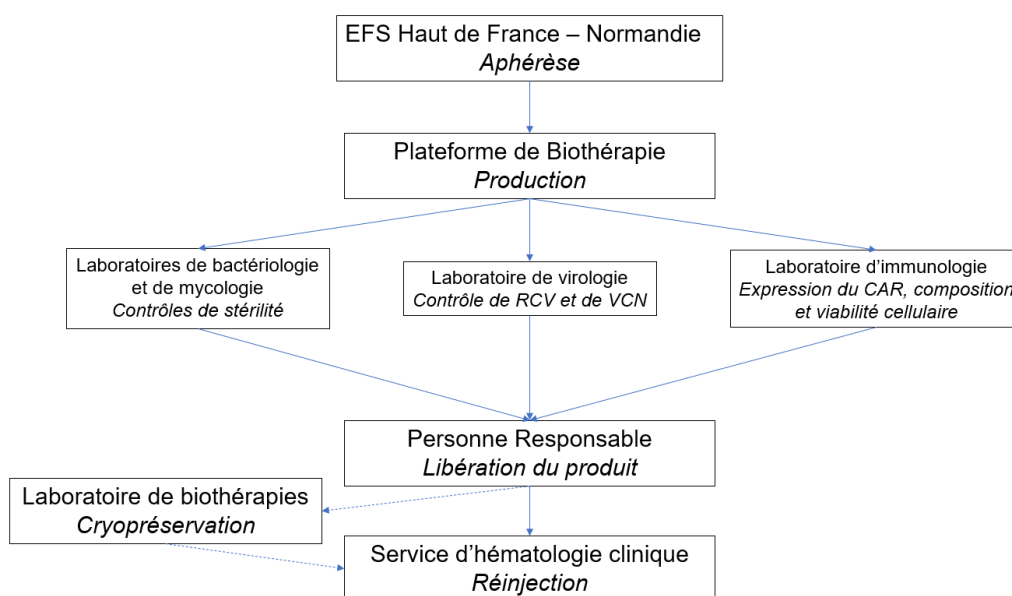 EFS Haut de France – Normandie
Aphérèse
Plateforme de Biothérapie
Production
Laboratoires de bactériologie
et de mycologie
Contrôles de stérilité
Laboratoire de virologie
Contrôle de RCV et de VCN
Laboratoire d’immunologie
Expression du CAR, composition
et viabilité cellulaire
Personne Responsable
Libération du produit
Laboratoire de biothérapies
Cryopréservation
Service d’hématologie clinique
Réinjection